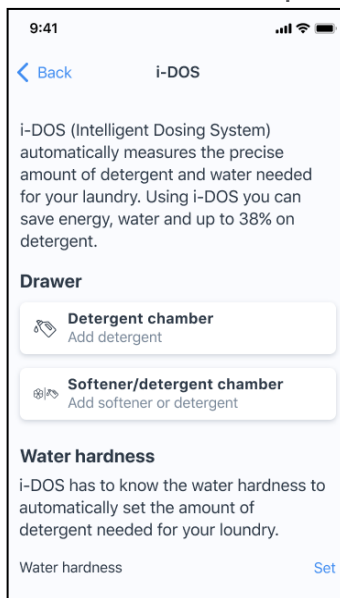 9:41
Back
i-DOS
i-DOS (Intelligent Dosing System)
automatically measures the precise
amount of detergent and water needed
for your laundry. Using i-DOS you can
save energy, water and up to 38% on
detergent.
Drawer
Detergent chamber
Add detergent
Softener/detergent chamber
Add softener or detergent
Water hardness
i-DOS has to know the water hardness to
automatically set the amount of
detergent needed for your loundry.
Water hardness Set